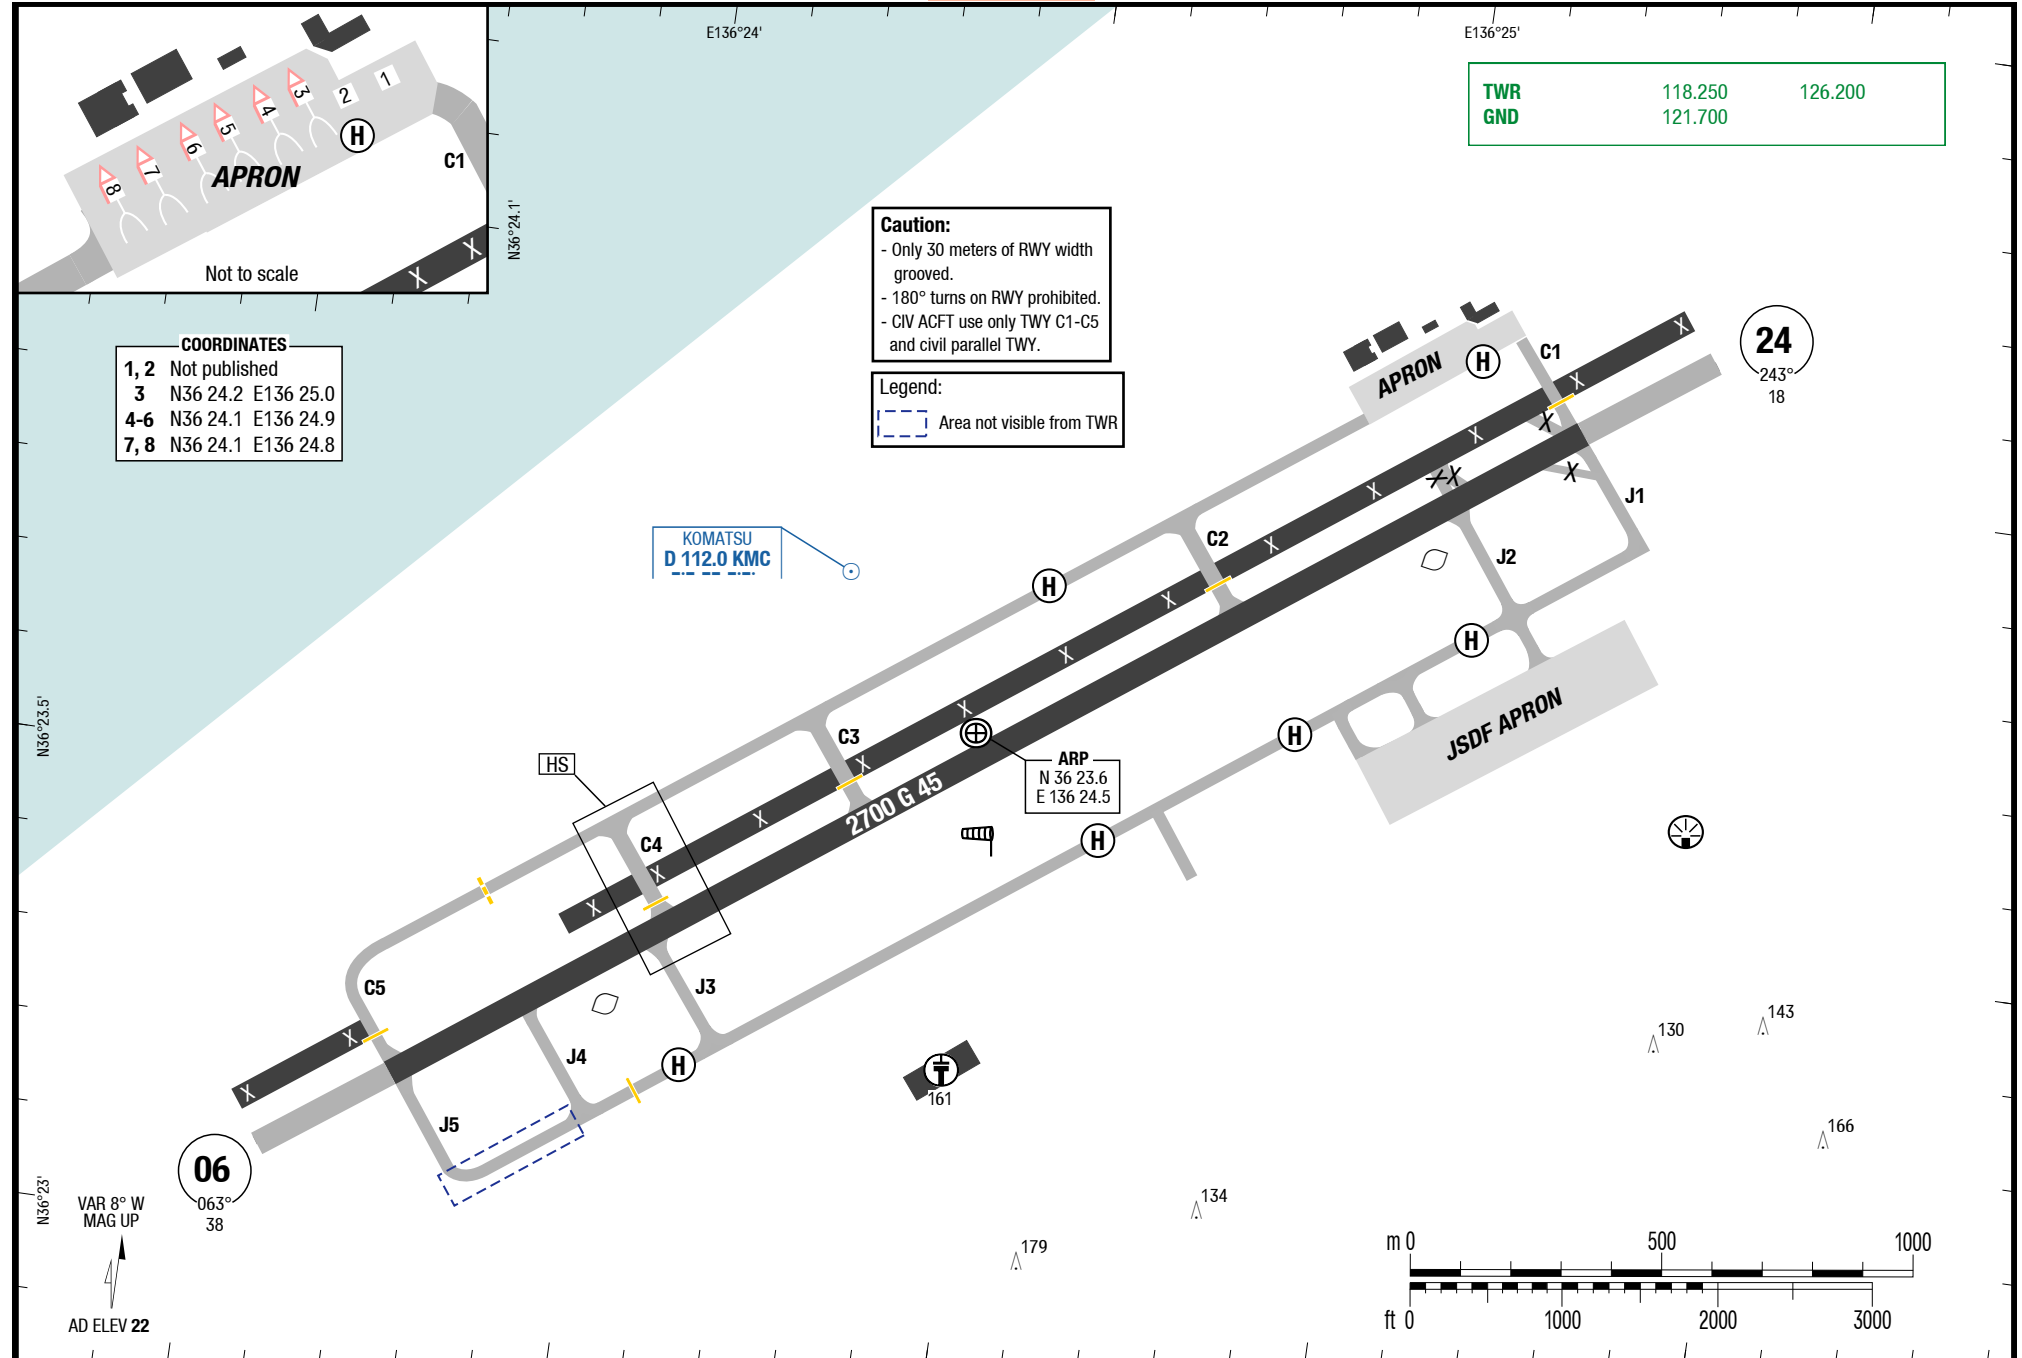 E136°24'
E136°25'
TWR 118.250 126.200
GND 121.700
1
2
3
4
5
6
7
8
H
APRON
C1
X
X
Not to scale
N36°24.1'
COORDINATES
1, 2 Not published
3 N36 24.2 E136 25.0
4-6 N36 24.1 E136 24.9
7, 8 N36 24.1 E136 24.8
Caution:
- Only 30 meters of RWY width
grooved.
- 180° turns on RWY prohibited.
- CIV ACFT use only TWY C1-C5
and civil parallel TWY.
Legend:
Area not visible from TWR
24
243°
18
APRON
H
C1
X
X
X
X
X
X
X
X
J1
KOMATSU
D 112.0 KMC
C2
X
J2
H
X
X
H
JSDF APRON
N36°23.5'
C3
X
X
H
ARP
N 36 23.6
E 136 24.5
HS
2700 G 45
X
C4
X
H
X
C5
J3
X
J4
H
X
J5
161
130
143
166
134
179
06
063°
38
N36°23'
VAR 8° W
MAG UP
AD ELEV 22
m 0 500 1000
ft 0 1000 2000 3000